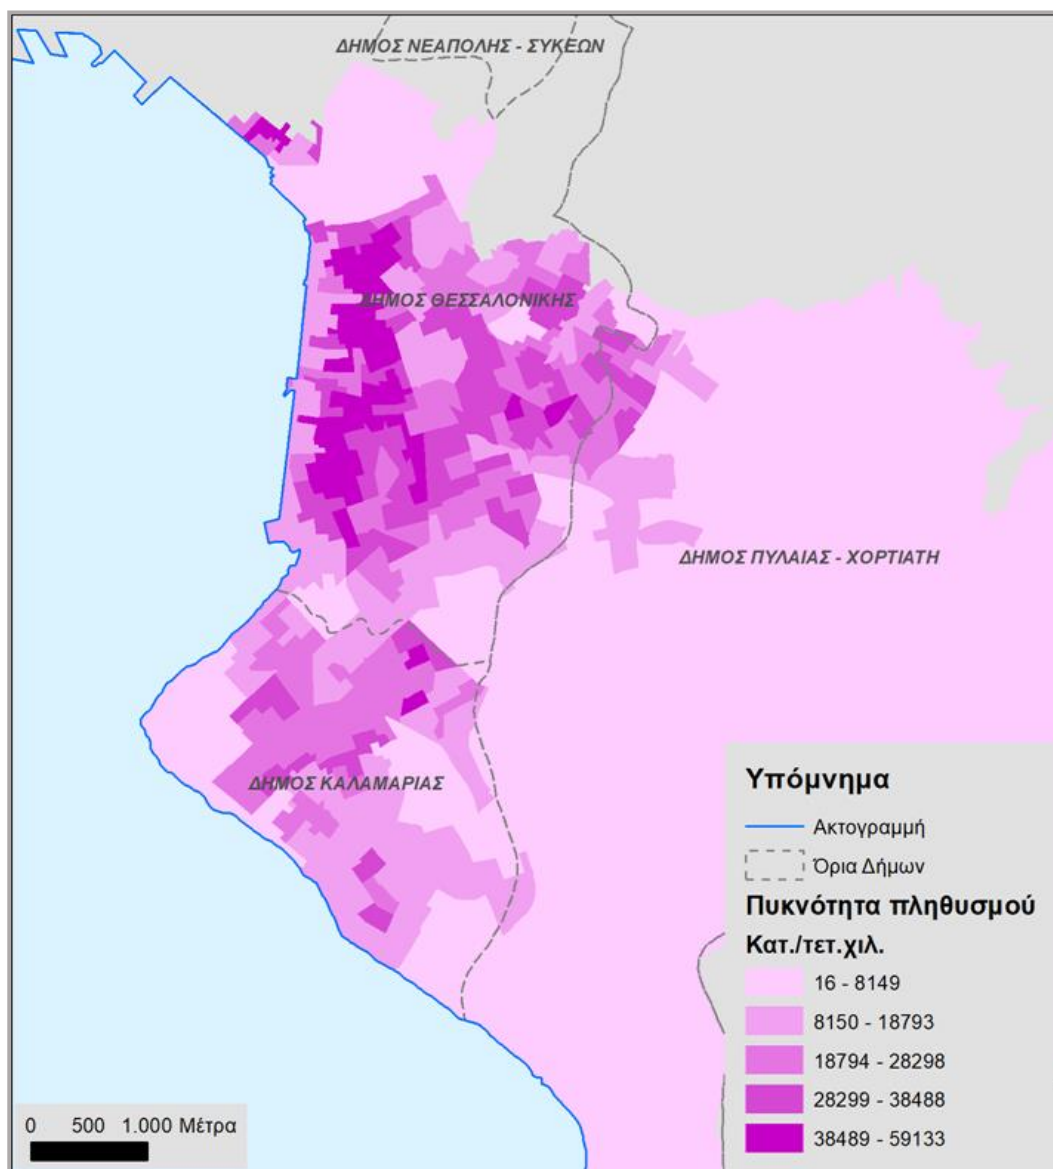 ΔΗΜΟΣ ΝΕΑΠΟΛΗΣ - ΣΥΚΕΩΝ
ΔΗΜΟΣ ΘΕΣΣΑΛΟΝΙΚΗΣ
ΔΗΜΟΣ ΠΥΛΑΙΑΣ - ΧΟΡΤΙΑΤΗ
ΔΗΜΟΣ ΚΑΛΑΜΑΡΙΑΣ
Υπόμνημα
Ακτογραμμή
Όρια Δήμων
Πυκνότητα πληθυσμού
Κατ./τετ.χιλ.
16 - 8149
8150 - 18793
18794 - 28298
28299 - 38488
38489 - 59133
0 500 1.000 Μέτρα